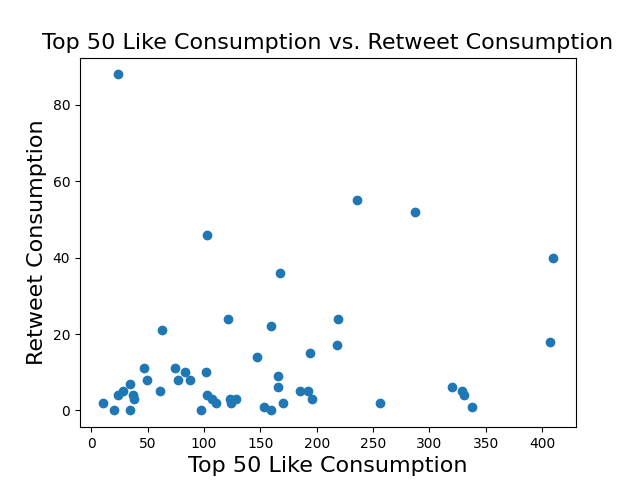 Top 50 Like Consumption vs. Retweet Consumption
80
60
40
20
0
Retweet Consumption
0 50 100 150 200 250 300 350 400
Top 50 Like Consumption